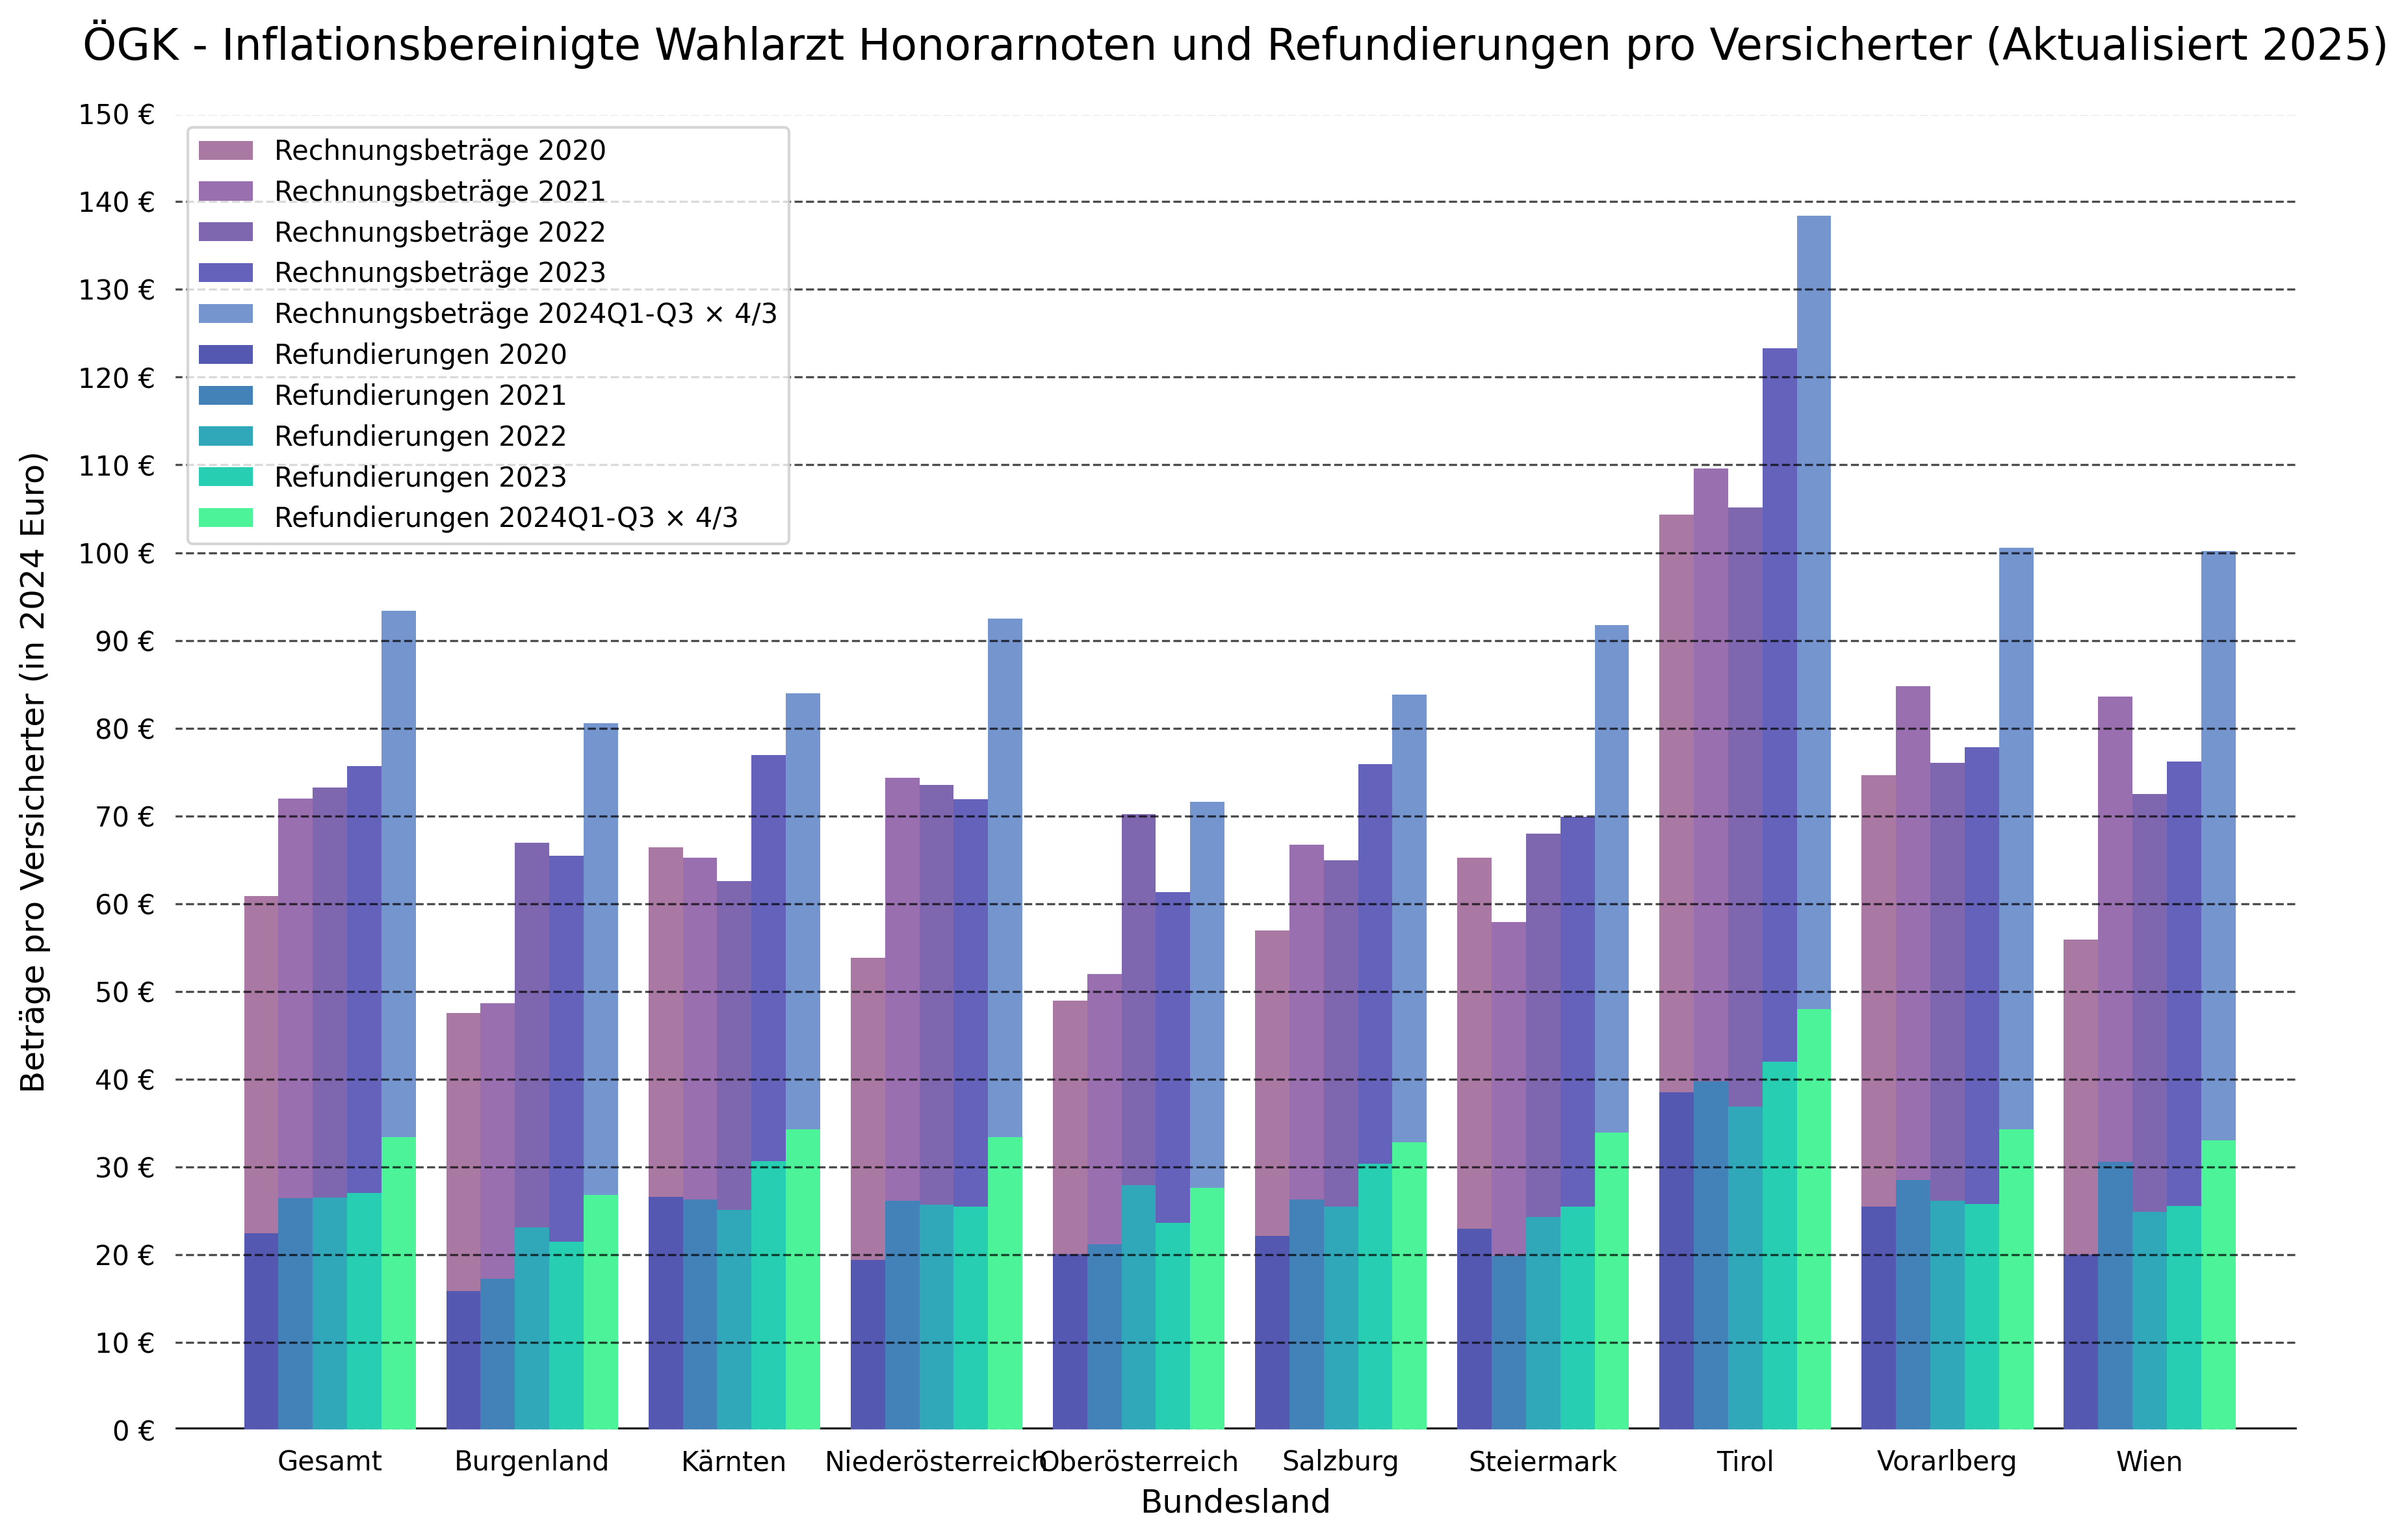 ÖGK - Inflationsbereinigte Wahlarzt Honorarnoten und Refundierungen pro Versicherter (Aktualisiert 2025)
150 €
140 €
130 €
120 €
110 €
100 €
90 €
80 €
70 €
60 €
50 €
40 €
30 €
20 €
10 €
0 €
Beträge pro Versicherter (in 2024 Euro)
Rechnungsbeträge 2020
Rechnungsbeträge 2021
Rechnungsbeträge 2022
Rechnungsbeträge 2023
Rechnungsbeträge 2024Q1-Q3 × 4/3
Refundierungen 2020
Refundierungen 2021
Refundierungen 2022
Refundierungen 2023
Refundierungen 2024Q1-Q3 × 4/3
Gesamt Burgenland Kärnten Niederösterreich Oberösterreich Salzburg Steiermark Tirol Vorarlberg Wien
Bundesland